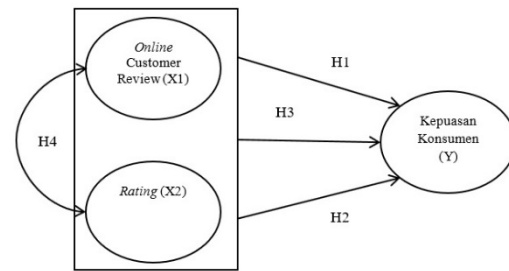 Online
Customer
Review (X1)
H1
H3
H4
Kepuasan
Konsumen
(Y)
Rating (X2)
H2